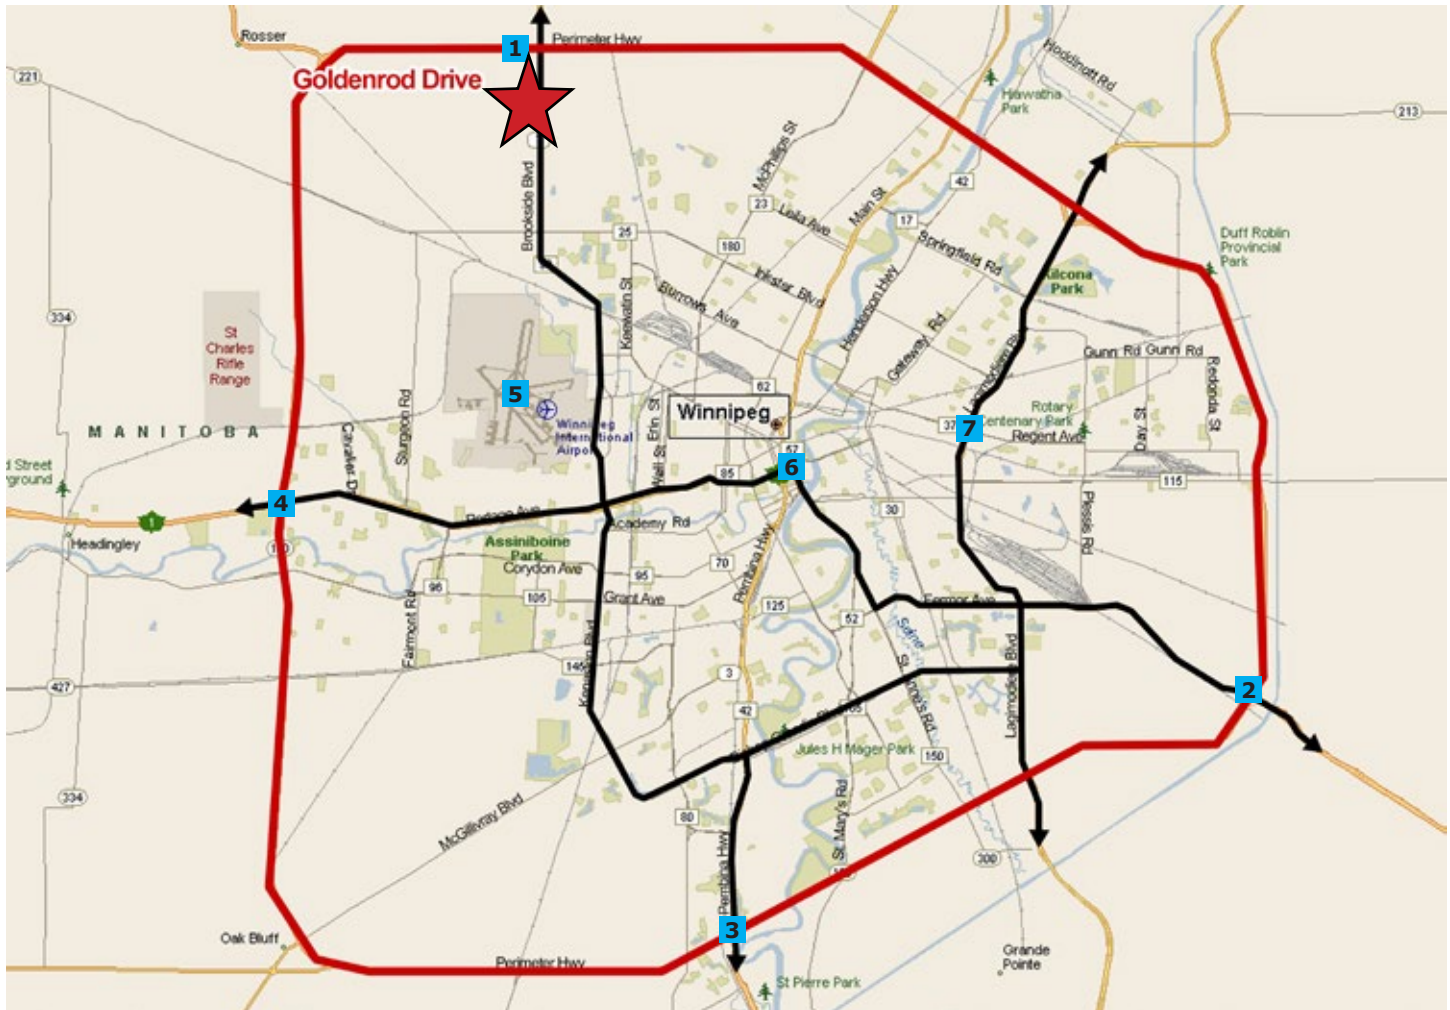 Rosser
1
Perimeter Hwy
Hoddinott Rd
221
Goldenrod Drive
Hiawatha
Park
213
McPhillips St
Brookside Blvd
42
23
Leila Ave
Main St
17
25
180
Springfield Rd
Duff Roblin
Provincial
Park
Inkster Blvd
Kilcona
Park
Burrows Ave
Keewatin St
Henderson Hwy
334
St
Charles
Rifle
Range
Gateway Rd
Lagimodiere Blvd
Gunn Rd
Gunn Rd
Redonda St
62
5
Winnipeg
Rotary
Centenary Park
MANITOBA
Sturgeon Rd
Winnipeg
International
Airport
Erin St
Wall St
37
7
Regent Ave
Day St
57
6
85
115
d Street
yground
Cavalier Dr
4
1
Portage Ave
Academy Rd
30
Plessis Rd
Headingley
Assiniboine
Park
Corydon Ave
70
Pembina Hwy
96
95
105
Grant Ave
125
Fermor Ave
52
Seine
Fairmont Rd
145
Kenaston Blvd
3
St Anne's Rd
Lagimodiere Blvd
427
2
42
165
Jules H Mager Park
150
334
McGillivray Blvd
80
St. Mary's Rd
300
Pembina Hwy
3
Oak Bluff
Perimeter Hwy
Grande
Pointe
St Pierre Park